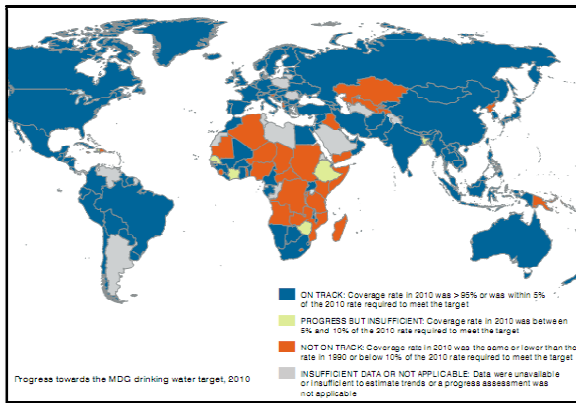 ON TRACK: Coverage rate in 2010 was > 95% or was within 5%
of the 2010 rate required to meet the target
PROGRESS BUT INSUFFICIENT: Coverage rate in 2010 was between
5% and 10% of the 2010 rate required to meet the target
NOT ON TRACK: Coverage rate in 2010 was the same or lower than the
rate in 1990 or below 10% of the 2010 rate required to meet the target
INSUFFICIENT DATA OR NOT APPLICABLE: Data were unavailable
or insufficient to estimate trends or a progress assessment was
not applicable
Progress towards the MDG drinking water target, 2010